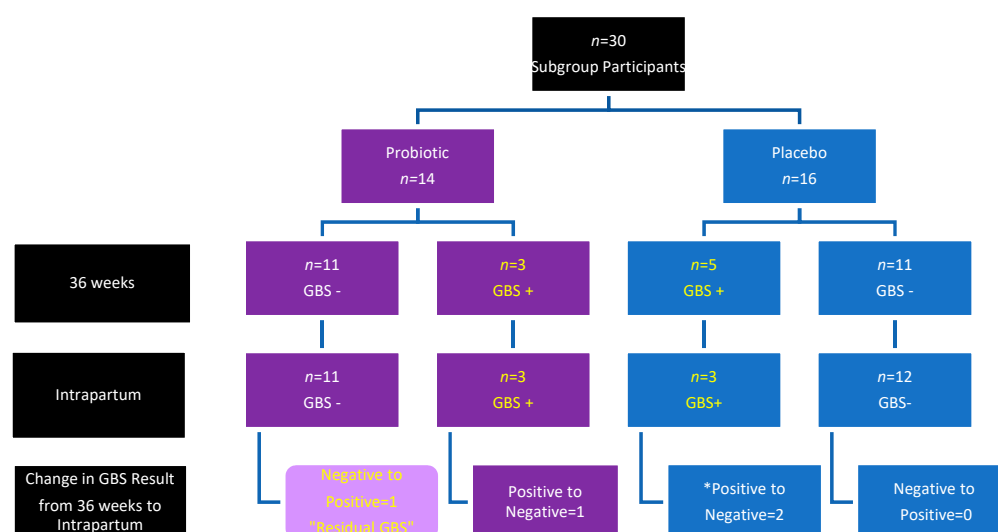 n=30
Subgroup Participants
Probiotic
n=14
Placebo
n=16
36 weeks
n=11
GBS -
n=3
GBS +
n=5
GBS +
n=11
GBS -
Intrapartum
n=11
GBS -
n=3
GBS +
n=3
GBS+
n=12
GBS-
Change in GBS Result
from 36 weeks to
Intrapartum
Negative to
Positive=1
"Residual GBS"
Positive to
Negative=1
*Positive to
Negative=2
Negative to
Positive=0